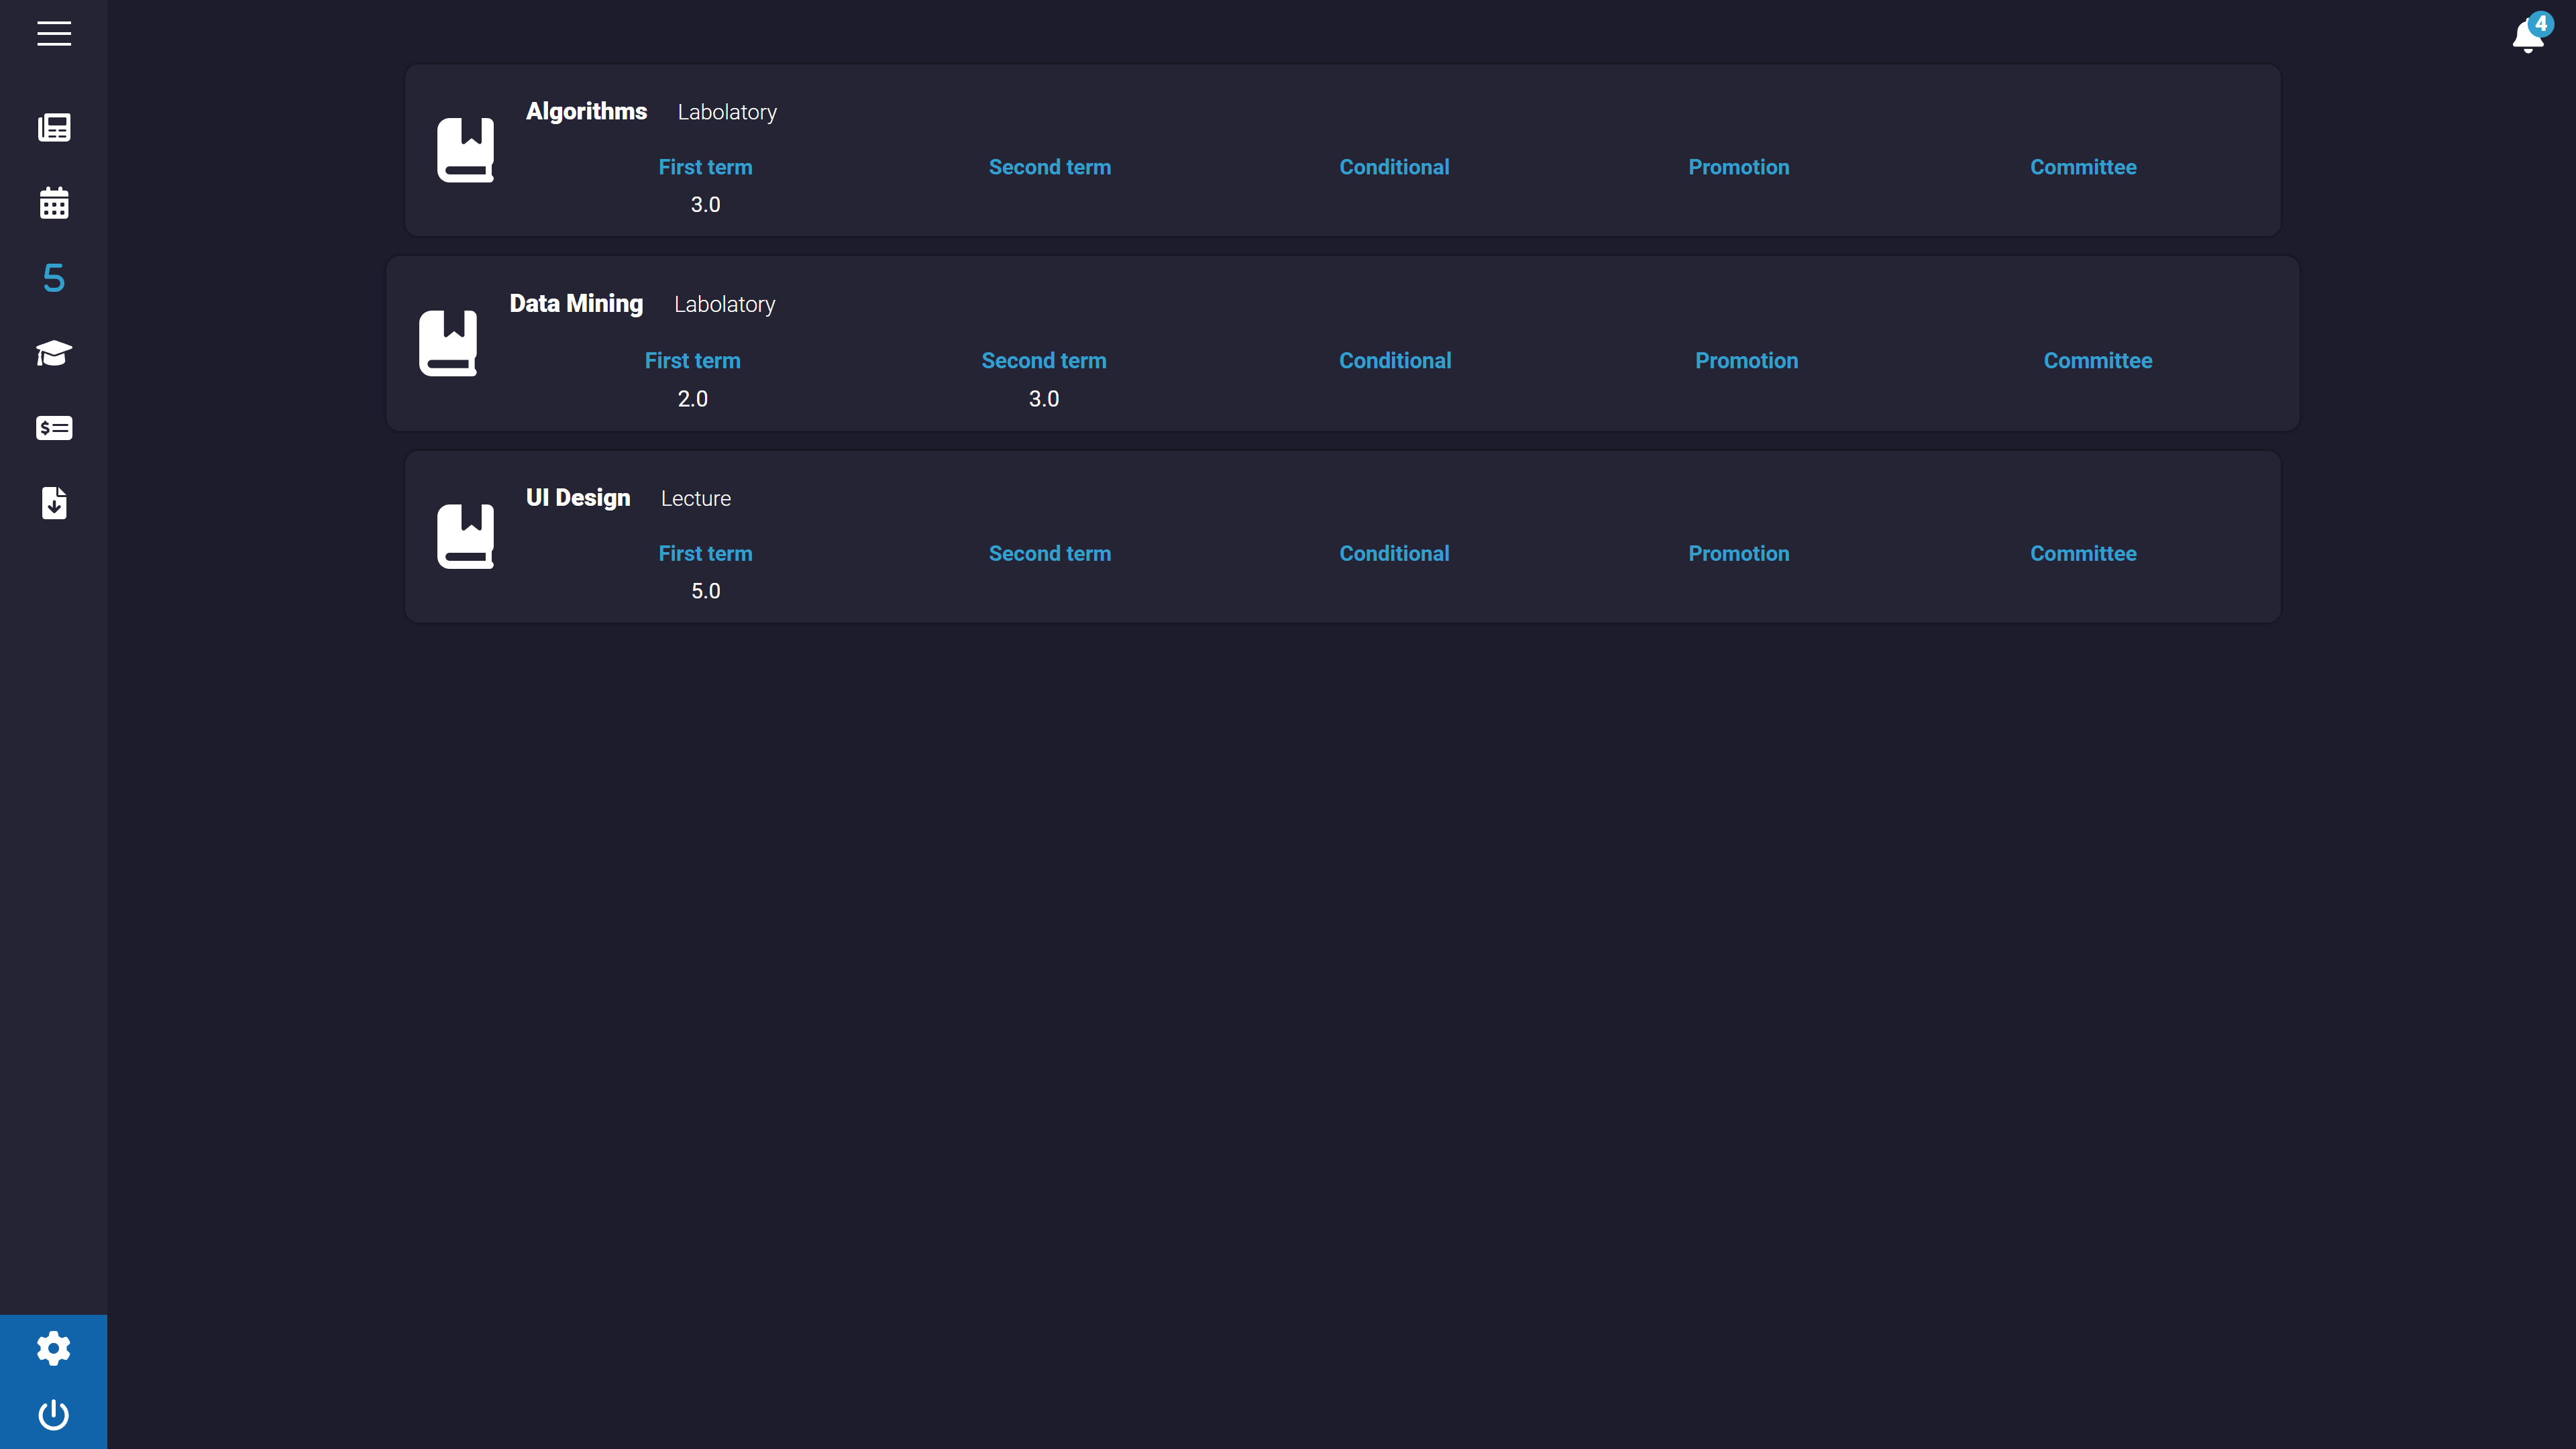 4
Algorithms Labolatory
First term Second term Conditional Promotion Committee
3.0
5
Data Mining Labolatory
First term Second term Conditional Promotion Committee
2.0 3.0
$
UI Design Lecture
First term Second term Conditional Promotion Committee
5.0